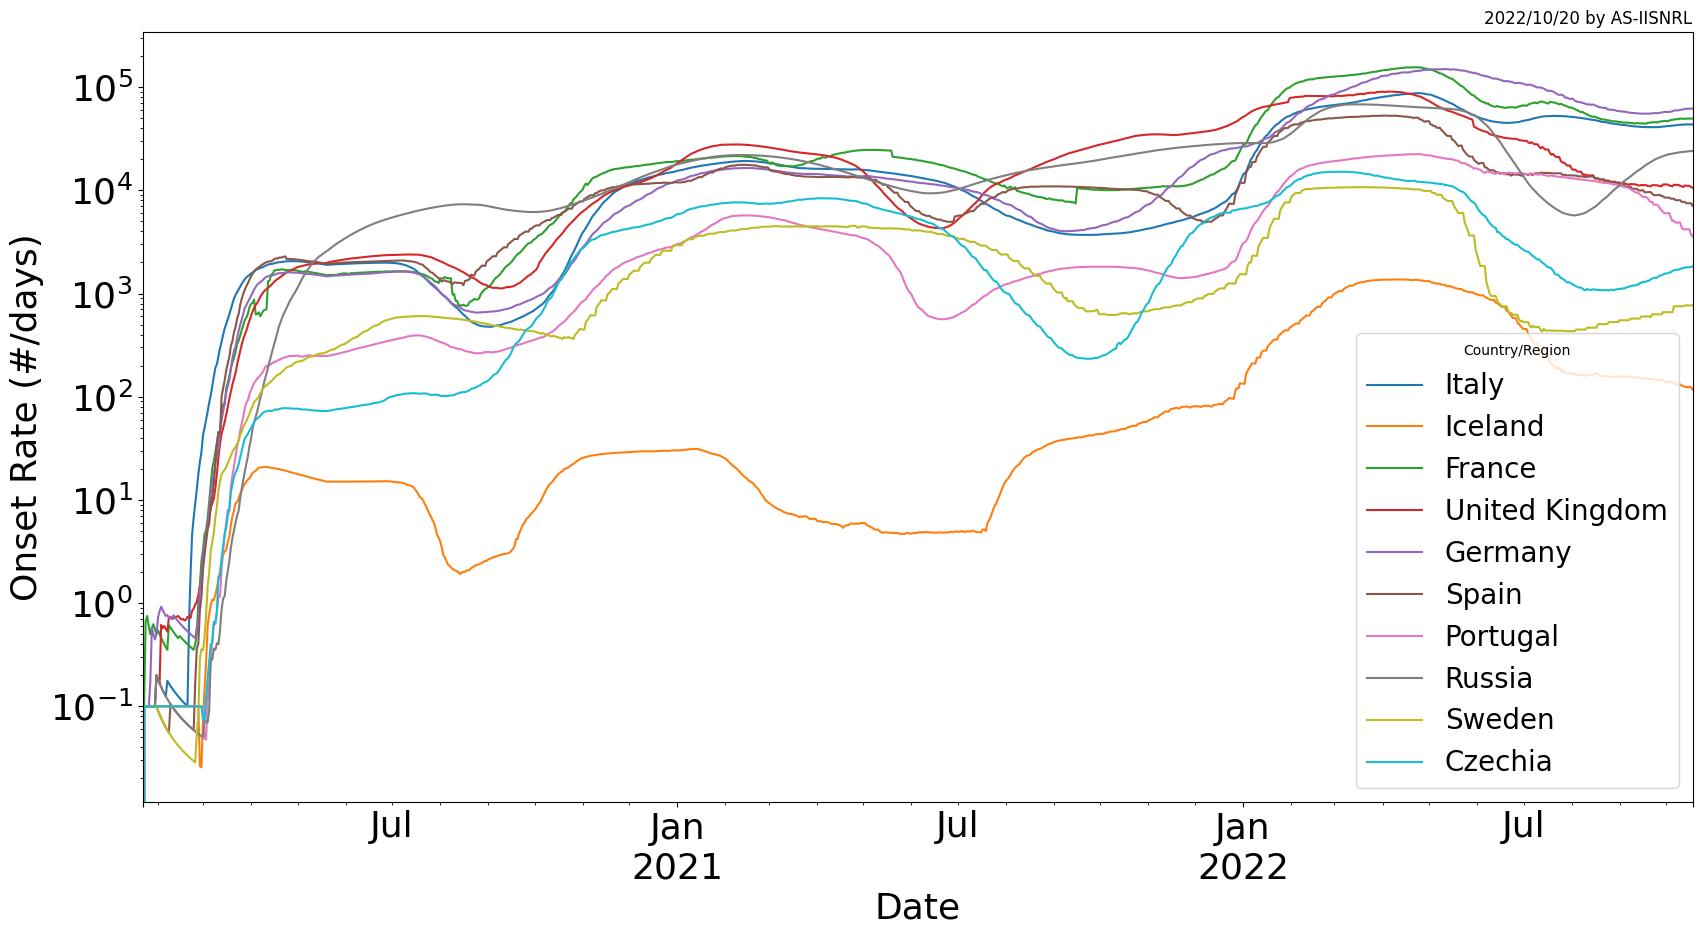 2022/10/20 by AS-IISNRL
10^5
10^4
10^3
10^2
10^1
10^0
10^-1
Onset Rate (#/days)
Country/Region
Italy
Iceland
France
United Kingdom
Germany
Spain
Portugal
Russia
Sweden
Czechia
Jul Jan Jul Jan Jul
2021 2022
Date